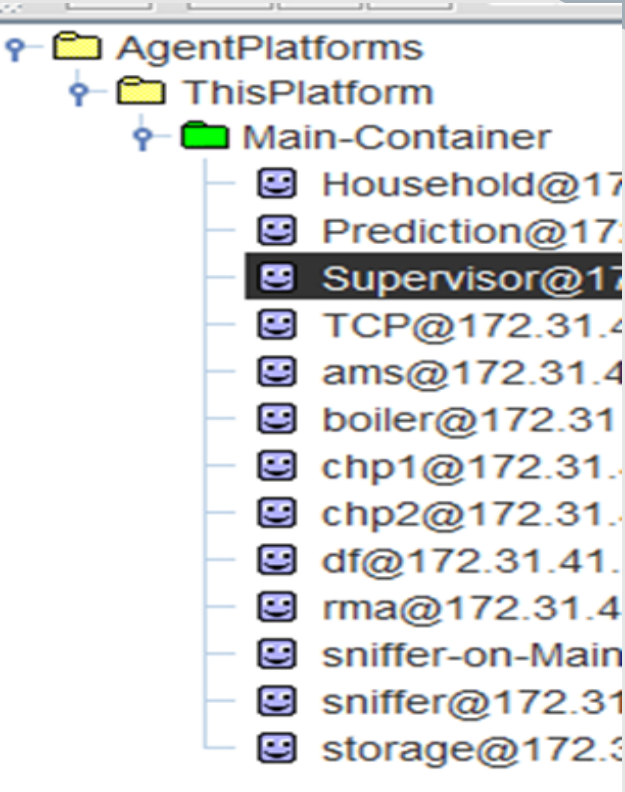 AgentPlatforms
ThisPlatform
Main-Container
Household@17
Prediction@17
Supervisor@17
TCP@172.31.4
ams@172.31.4
boiler@172.31
chp1@172.31.
chp2@172.31.
df@172.31.41.
rma@172.31.4
sniffer-on-Main
sniffer@172.31
storage@172.3